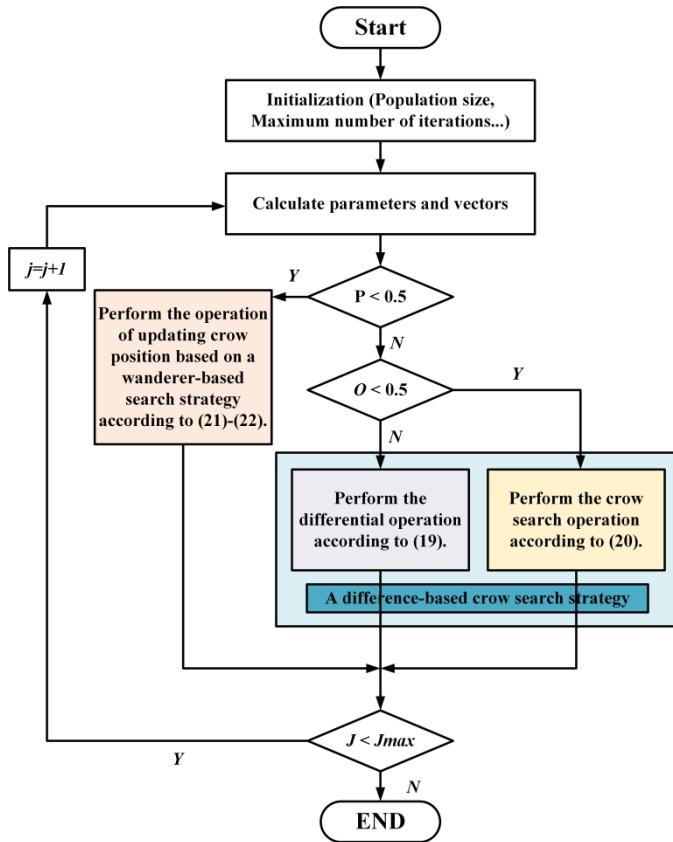 Start
Initialization (Population size,
Maximum number of iterations...)
Calculate parameters and vectors
j=j+1
Y
P < 0.5
Perform the operation
of updating crow
position based on a
wanderer-based
search strategy
according to (21)-(22).
N
O < 0.5
Y
N
Perform the
differential operation
according to (19).
Perform the crow
search operation
according to (20).
A difference-based crow search strategy
J < Jmax
Y
N
END